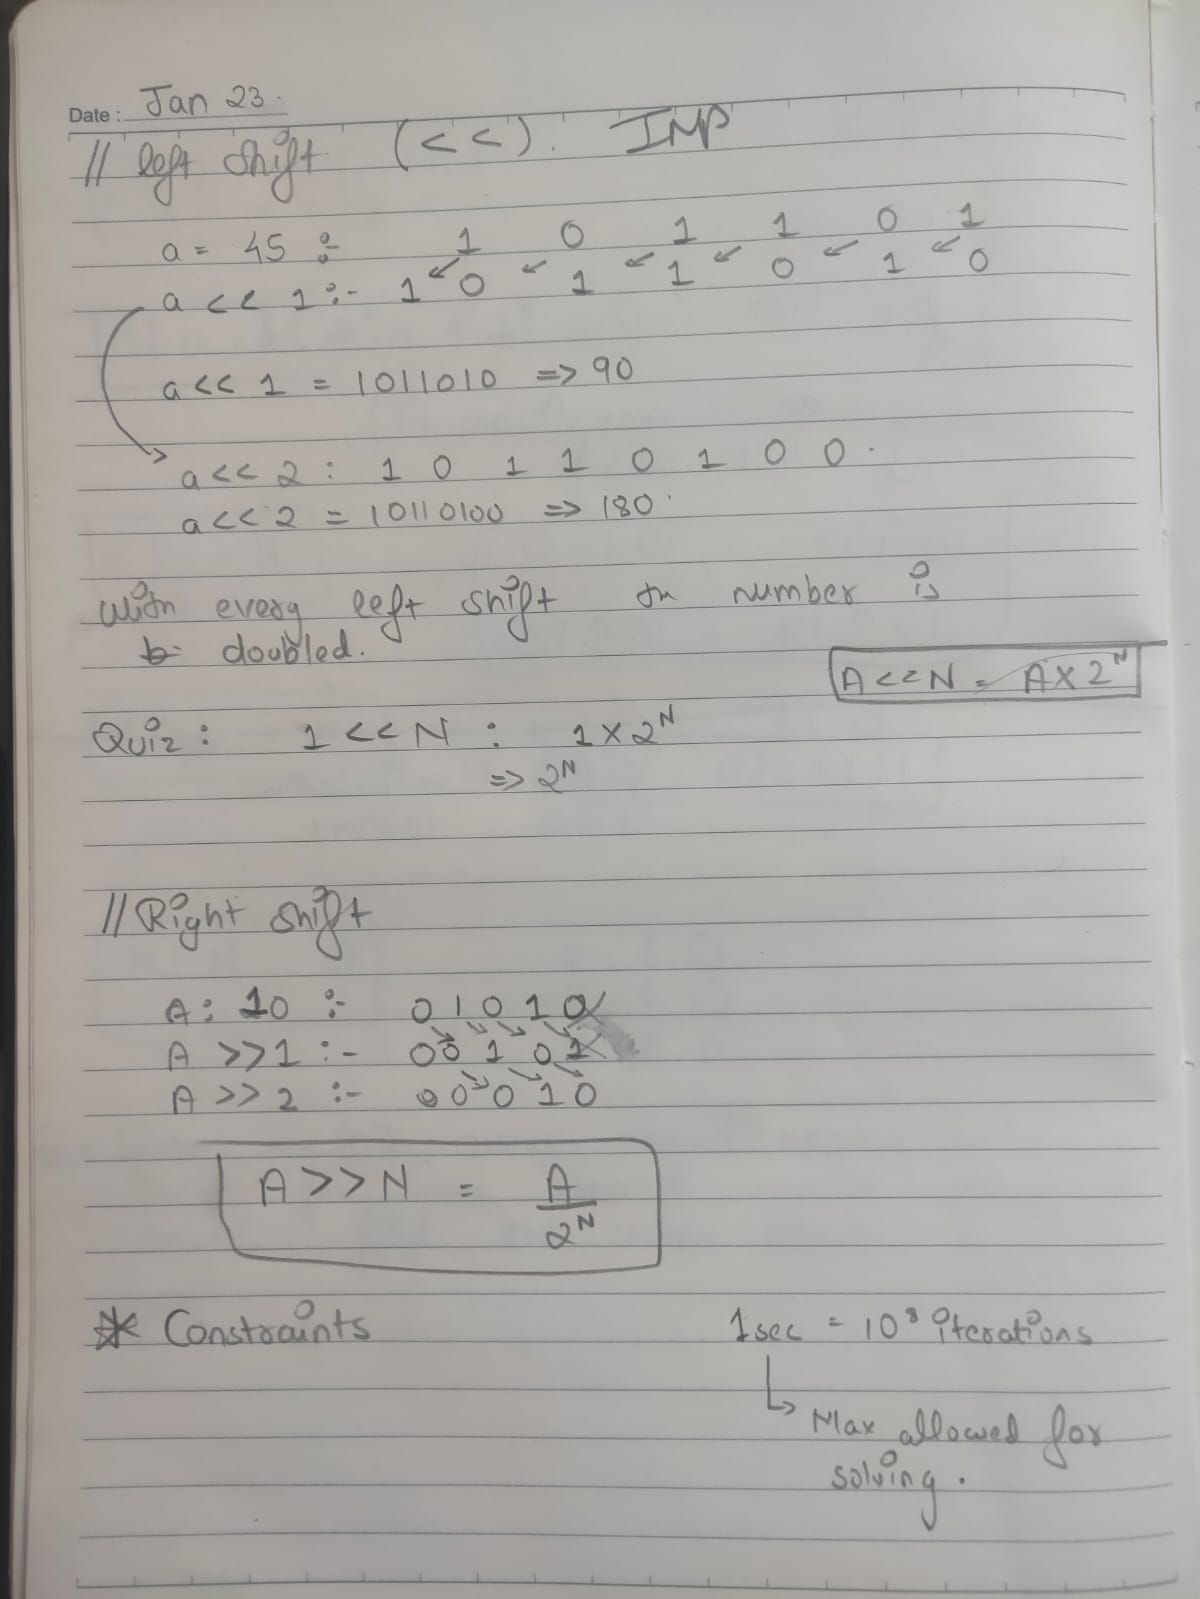 Date: Jan 23.
// left shift (<<). IMP
a = 45 :- 1 0 1 1 0 1
a << 1 :- 1 0 1 1 0 1 0
a << 1 = 1011010 => 90
a << 2 : 1 0 1 1 0 1 0 0.
a << 2 = 10110100 => 180.
with every left shift the number is
b doubled.
A << N = A x 2^N
Quiz : 1 << N : 1 x 2^N
=> 2^N
// Right shift
A : 10 :- 0 1 0 1 0
A >> 1 :- 0 0 1 0 1
A >> 2 :- 0 0 0 1 0
A >> N = A / 2^N
* Constraints 1 sec = 10^8 iterations
Max allowed for
solving.